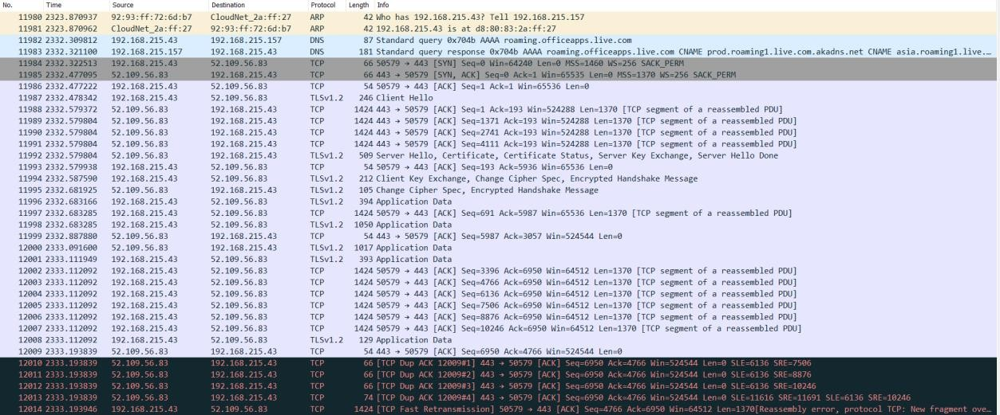 No. Time Source Destination Protocol Length Info
11980 2323.870937 92:93:ff:72:6d:b7 CloudNet_2a:ff:27 ARP 42 Who has 192.168.215.43? Tell 192.168.215.157
11981 2323.870962 CloudNet_2a:ff:27 92:93:ff:72:6d:b7 ARP 42 192.168.215.43 is at d8:80:83:2a:ff:27
11982 2332.309812 192.168.215.43 192.168.215.157 DNS 87 Standard query 0x704b AAAA roaming.officeapps.live.com
11983 2332.321100 192.168.215.157 192.168.215.43 DNS 181 Standard query response 0x704b AAAA roaming.officeapps.live.com CNAME prod.roaming1.live.com.akadns.net CNAME asia.roaming1.live....
11984 2332.322513 192.168.215.43 52.109.56.83 TCP 66 50579 → 443 [SYN] Seq=0 Win=64240 Len=0 MSS=1460 WS=256 SACK_PERM
11985 2332.477095 52.109.56.83 192.168.215.43 TCP 66 443 → 50579 [SYN, ACK] Seq=0 Ack=1 Win=65535 Len=0 MSS=1370 WS=256 SACK_PERM
11986 2332.477222 192.168.215.43 52.109.56.83 TCP 54 50579 → 443 [ACK] Seq=1 Ack=1 Win=65536 Len=0
11987 2332.478342 192.168.215.43 52.109.56.83 TLSv1.2 246 Client Hello
11988 2332.579372 52.109.56.83 192.168.215.43 TCP 1424 443 → 50579 [ACK] Seq=1 Ack=193 Win=524288 Len=1370 [TCP segment of a reassembled PDU]
11989 2332.579804 52.109.56.83 192.168.215.43 TCP 1424 443 → 50579 [ACK] Seq=1371 Ack=193 Win=524288 Len=1370 [TCP segment of a reassembled PDU]
11990 2332.579804 52.109.56.83 192.168.215.43 TCP 1424 443 → 50579 [ACK] Seq=2741 Ack=193 Win=524288 Len=1370 [TCP segment of a reassembled PDU]
11991 2332.579804 52.109.56.83 192.168.215.43 TCP 1424 443 → 50579 [ACK] Seq=4111 Ack=193 Win=524288 Len=1370 [TCP segment of a reassembled PDU]
11992 2332.579804 52.109.56.83 192.168.215.43 TLSv1.2 509 Server Hello, Certificate, Certificate Status, Server Key Exchange, Server Hello Done
11993 2332.579938 192.168.215.43 52.109.56.83 TCP 54 50579 → 443 [ACK] Seq=193 Ack=5936 Win=65536 Len=0
11994 2332.587590 192.168.215.43 52.109.56.83 TLSv1.2 212 Client Key Exchange, Change Cipher Spec, Encrypted Handshake Message
11995 2332.681925 52.109.56.83 192.168.215.43 TLSv1.2 105 Change Cipher Spec, Encrypted Handshake Message
11996 2332.683166 192.168.215.43 52.109.56.83 TLSv1.2 394 Application Data
11997 2332.683285 192.168.215.43 52.109.56.83 TCP 1424 50579 → 443 [ACK] Seq=691 Ack=5987 Win=65536 Len=1370 [TCP segment of a reassembled PDU]
11998 2332.683285 192.168.215.43 52.109.56.83 TLSv1.2 1050 Application Data
11999 2332.887880 52.109.56.83 192.168.215.43 TCP 54 443 → 50579 [ACK] Seq=5987 Ack=3057 Win=524544 Len=0
12000 2333.091600 52.109.56.83 192.168.215.43 TLSv1.2 1017 Application Data
12001 2333.111949 192.168.215.43 52.109.56.83 TLSv1.2 393 Application Data
12002 2333.112092 192.168.215.43 52.109.56.83 TCP 1424 50579 → 443 [ACK] Seq=3396 Ack=6950 Win=64512 Len=1370 [TCP segment of a reassembled PDU]
12003 2333.112092 192.168.215.43 52.109.56.83 TCP 1424 50579 → 443 [ACK] Seq=4766 Ack=6950 Win=64512 Len=1370 [TCP segment of a reassembled PDU]
12004 2333.112092 192.168.215.43 52.109.56.83 TCP 1424 50579 → 443 [ACK] Seq=6136 Ack=6950 Win=64512 Len=1370 [TCP segment of a reassembled PDU]
12005 2333.112092 192.168.215.43 52.109.56.83 TCP 1424 50579 → 443 [ACK] Seq=7506 Ack=6950 Win=64512 Len=1370 [TCP segment of a reassembled PDU]
12006 2333.112092 192.168.215.43 52.109.56.83 TCP 1424 50579 → 443 [ACK] Seq=8876 Ack=6950 Win=64512 Len=1370 [TCP segment of a reassembled PDU]
12007 2333.112092 192.168.215.43 52.109.56.83 TCP 1424 50579 → 443 [ACK] Seq=10246 Ack=6950 Win=64512 Len=1370 [TCP segment of a reassembled PDU]
12008 2333.112092 192.168.215.43 52.109.56.83 TLSv1.2 129 Application Data
12009 2333.193839 52.109.56.83 192.168.215.43 TCP 54 443 → 50579 [ACK] Seq=6950 Ack=4766 Win=524544 Len=0
12010 2333.193839 52.109.56.83 192.168.215.43 TCP 66 [TCP Dup ACK 12009#1] 443 → 50579 [ACK] Seq=6950 Ack=4766 Win=524544 Len=0 SLE=6136 SRE=7506
12011 2333.193839 52.109.56.83 192.168.215.43 TCP 66 [TCP Dup ACK 12009#2] 443 → 50579 [ACK] Seq=6950 Ack=4766 Win=524544 Len=0 SLE=6136 SRE=8876
12012 2333.193839 52.109.56.83 192.168.215.43 TCP 66 [TCP Dup ACK 12009#3] 443 → 50579 [ACK] Seq=6950 Ack=4766 Win=524544 Len=0 SLE=6136 SRE=10246
12013 2333.193839 52.109.56.83 192.168.215.43 TCP 74 [TCP Dup ACK 12009#4] 443 → 50579 [ACK] Seq=6950 Ack=4766 Win=524544 Len=0 SLE=11616 SRE=11691 SLE=6136 SRE=10246
12014 2333.193946 192.168.215.43 52.109.56.83 TCP 1424 [TCP Fast Retransmission] 50579 → 443 [ACK] Seq=4766 Ack=6950 Win=64512 Len=1370[Reassembly error, protocol TCP: New fragment ove...